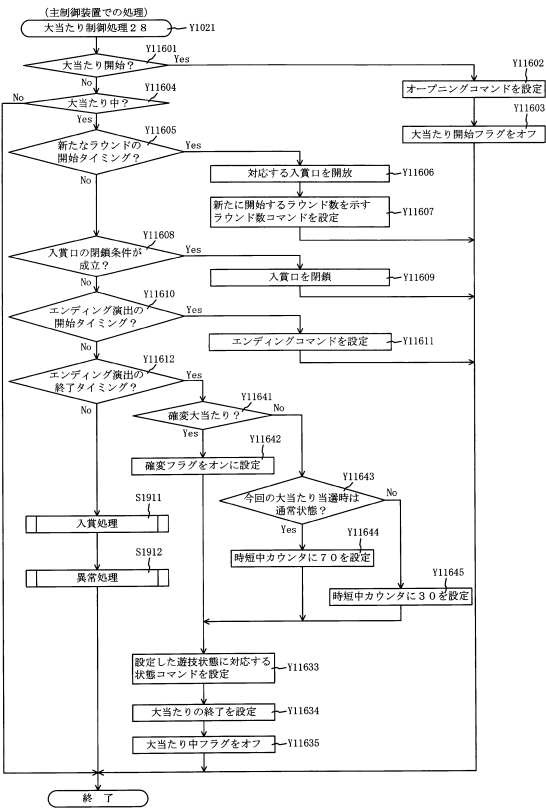 (主制御装置での処理)
大当たり制御処理28
Y1021
大当たり開始?
Y11601
Yes
No
オープニングコマンドを設定
Y11602
大当たり開始フラグをオフ
Y11603
大当たり中?
Y11604
No
Yes
新たなラウンドの
開始タイミング?
Y11605
Yes
No
対応する入賞口を開放
Y11606
新たに開始するラウンド数を示す
ラウンド数コマンドを設定
Y11607
入賞口の閉鎖条件が
成立?
Y11608
Yes
No
入賞口を閉鎖
Y11609
エンディング演出の
開始タイミング?
Y11610
Yes
No
エンディングコマンドを設定
Y11611
エンディング演出の
終了タイミング?
Y11612
Yes
No
確変大当たり?
Y11641
No
Yes
確変フラグをオンに設定
Y11642
今回の大当たり当選時は
通常状態?
Y11643
No
Yes
時短中カウンタに70を設定
Y11644
時短中カウンタに30を設定
Y11645
入賞処理
S1911
異常処理
S1912
設定した遊技状態に対応する
状態コマンドを設定
Y11633
大当たりの終了を設定
Y11634
大当たり中フラグをオフ
Y11635
終 了